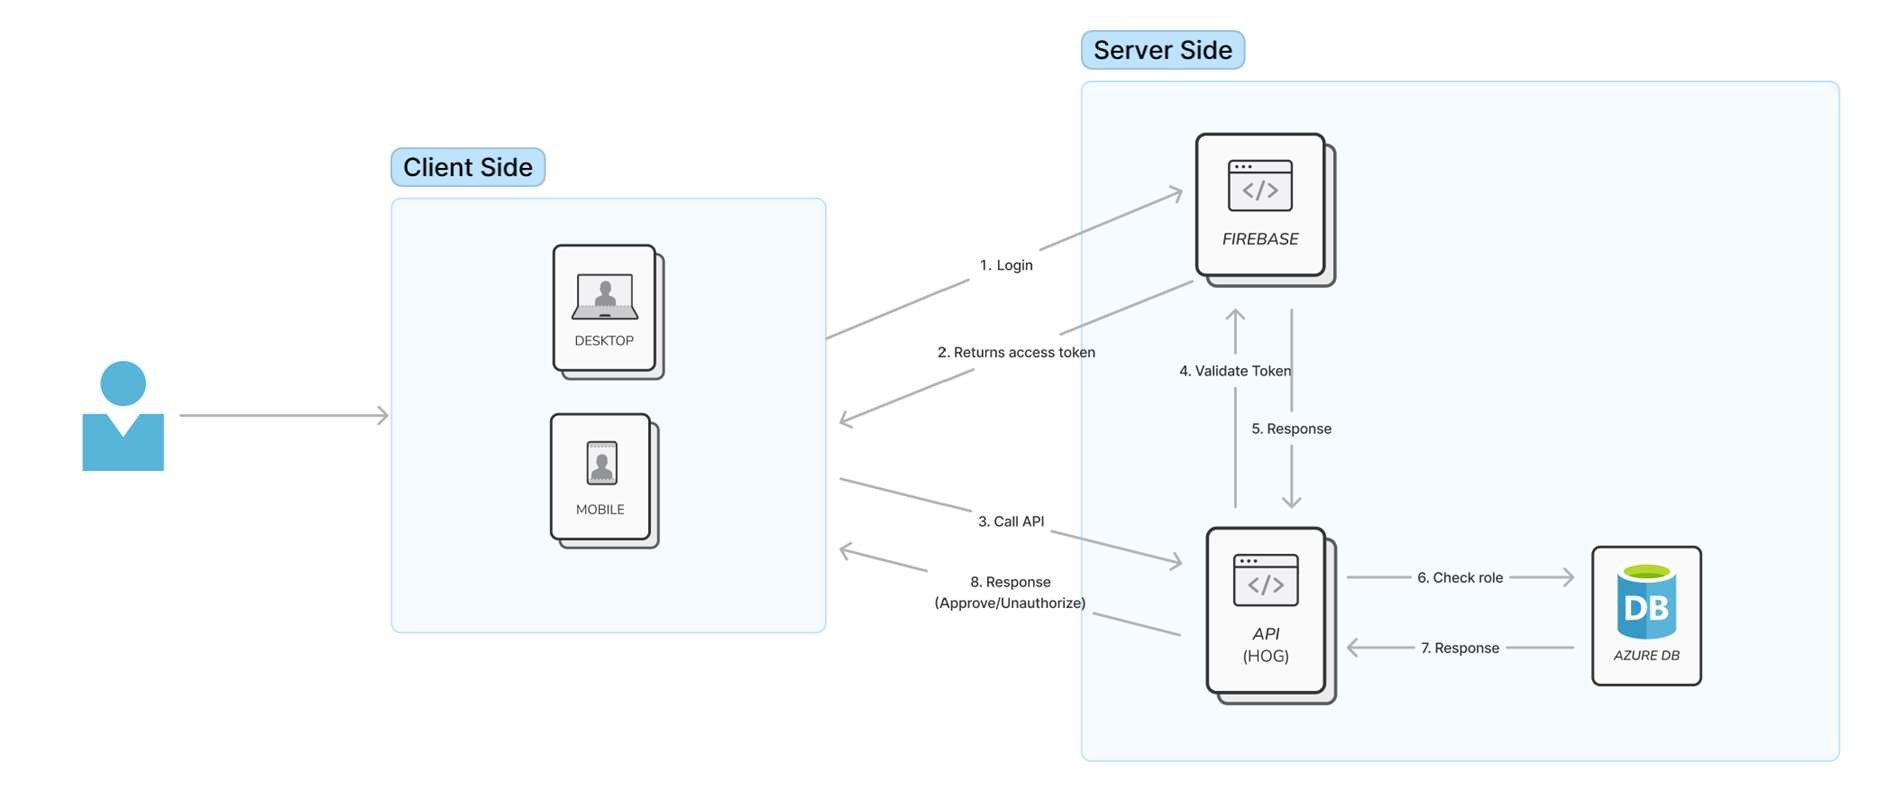 Server Side
Client Side
</>
FIREBASE
1. Login
DESKTOP
2. Returns access token
4. Validate Token
5. Response
MOBILE
3. Call API
8. Response
(Approve/Unauthorize)
</>
API
(HOG)
6. Check role
7. Response
DB
AZURE DB